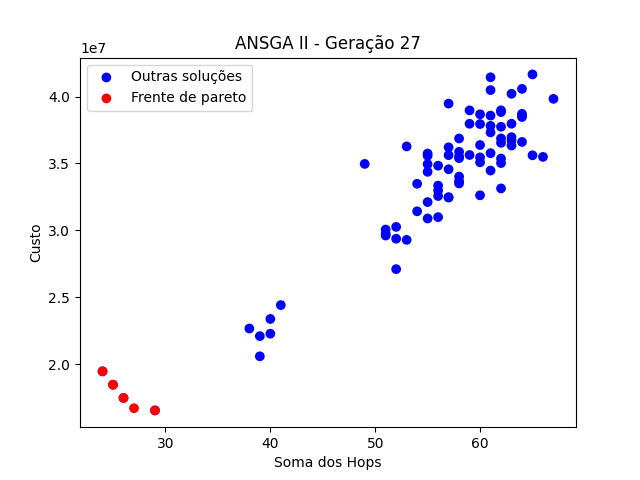 ANSGA II - Geração 27
1e7
Outras soluções
Frente de pareto
4.0
3.5
3.0
2.5
2.0
Custo
30
40
50
60
Soma dos Hops